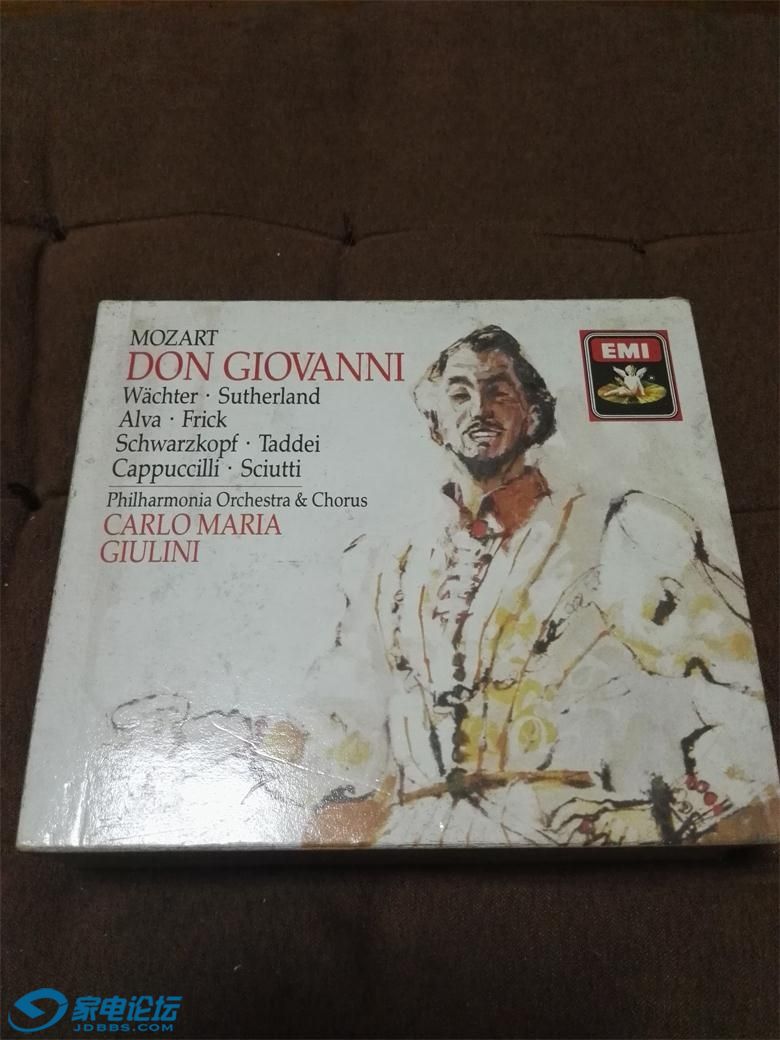 MOZART
DON GIOVANNI
Wächter · Sutherland
Alva · Frick
Schwarzkopf · Taddei
Cappuccilli · Sciutti
Philharmonia Orchestra & Chorus
CARLO MARIA
GIULINI
EMI
家电论坛
JDBBS.COM